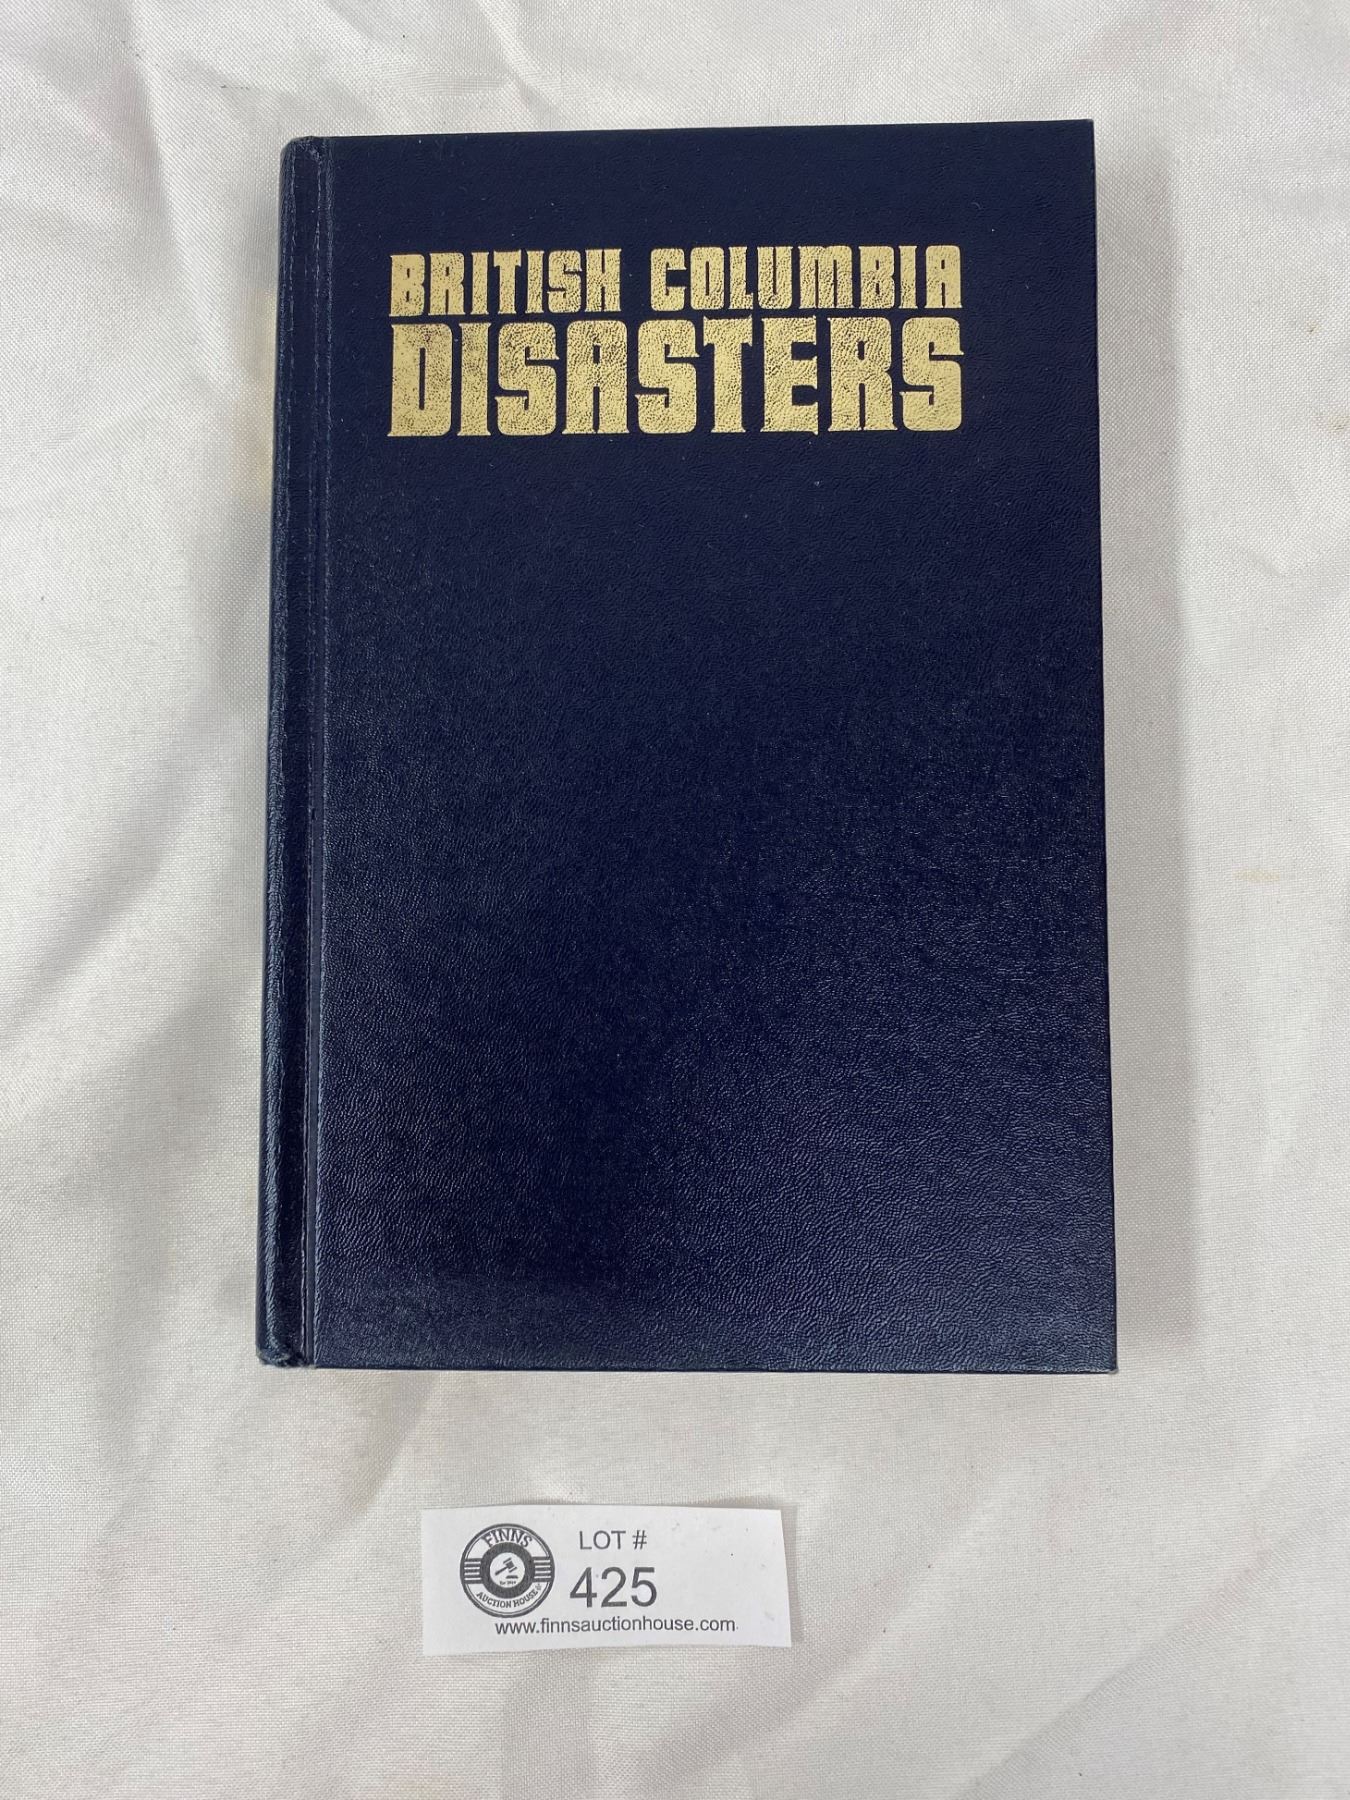 BRITISH COLUMBIA
DISASTERS
FINNS
AUCTION HOUSE
LOT #
425
www.finnsauctionhouse.com